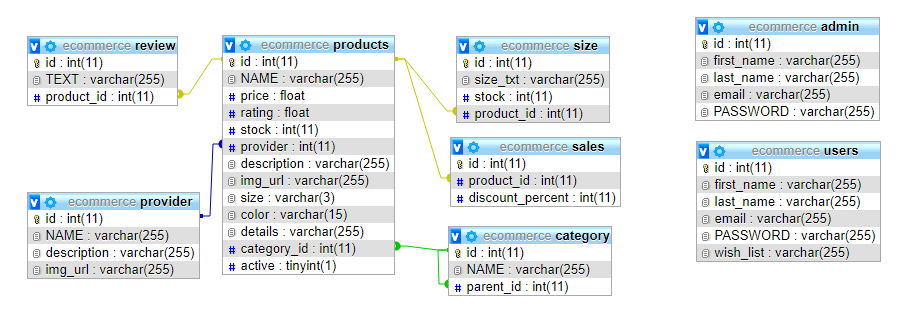 ecommerce review
id : int(11)
TEXT : varchar(255)
product_id : int(11)
ecommerce products
id : int(11)
NAME : varchar(255)
price : float
rating : float
stock : int(11)
provider : int(11)
description : varchar(255)
img_url : varchar(255)
size : varchar(3)
color : varchar(15)
details : varchar(255)
category_id : int(11)
active : tinyint(1)
ecommerce size
id : int(11)
size_txt : varchar(255)
stock : int(11)
product_id : int(11)
ecommerce sales
id : int(11)
product_id : int(11)
discount_percent : int(11)
ecommerce provider
id : int(11)
NAME : varchar(255)
description : varchar(255)
img_url : varchar(255)
ecommerce category
id : int(11)
NAME : varchar(255)
parent_id : int(11)
ecommerce admin
id : int(11)
first_name : varchar(255)
last_name : varchar(255)
email : varchar(255)
PASSWORD : varchar(255)
ecommerce users
id : int(11)
first_name : varchar(255)
last_name : varchar(255)
email : varchar(255)
PASSWORD : varchar(255)
wish_list : varchar(255)